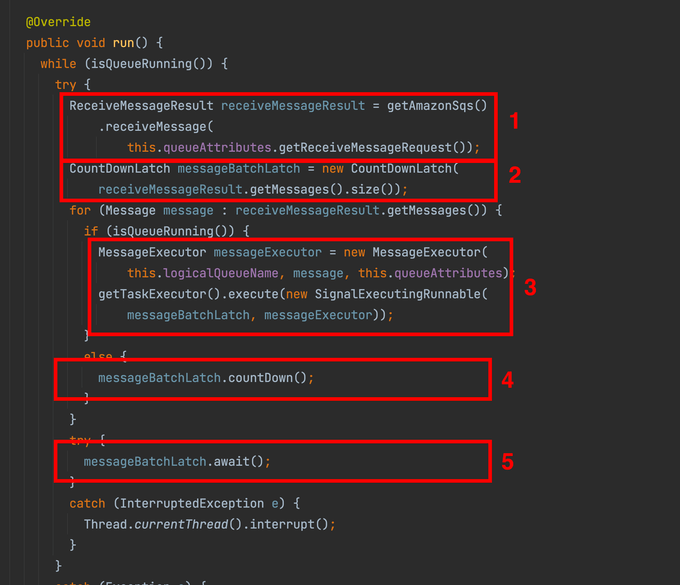 @Override
public void run() {
while (isQueueRunning()) {
try {
ReceiveMessageResult receiveMessageResult = getAmazonSqs()
.receiveMessage(
this.queueAttributes.getReceiveMessageRequest());
1
CountDownLatch messageBatchLatch = new CountDownLatch(
receiveMessageResult.getMessages().size());
2
for (Message message : receiveMessageResult.getMessages()) {
if (isQueueRunning()) {
MessageExecutor messageExecutor = new MessageExecutor(
this.logicalQueueName, message, this.queueAttributes);
getTaskExecutor().execute(new SignalExecutingRunnable(
messageBatchLatch, messageExecutor));
3
}
else {
messageBatchLatch.countDown();
4
}
}
try {
messageBatchLatch.await();
5
}
catch (InterruptedException e) {
Thread.currentThread().interrupt();
}
}
catch (Exception e) {